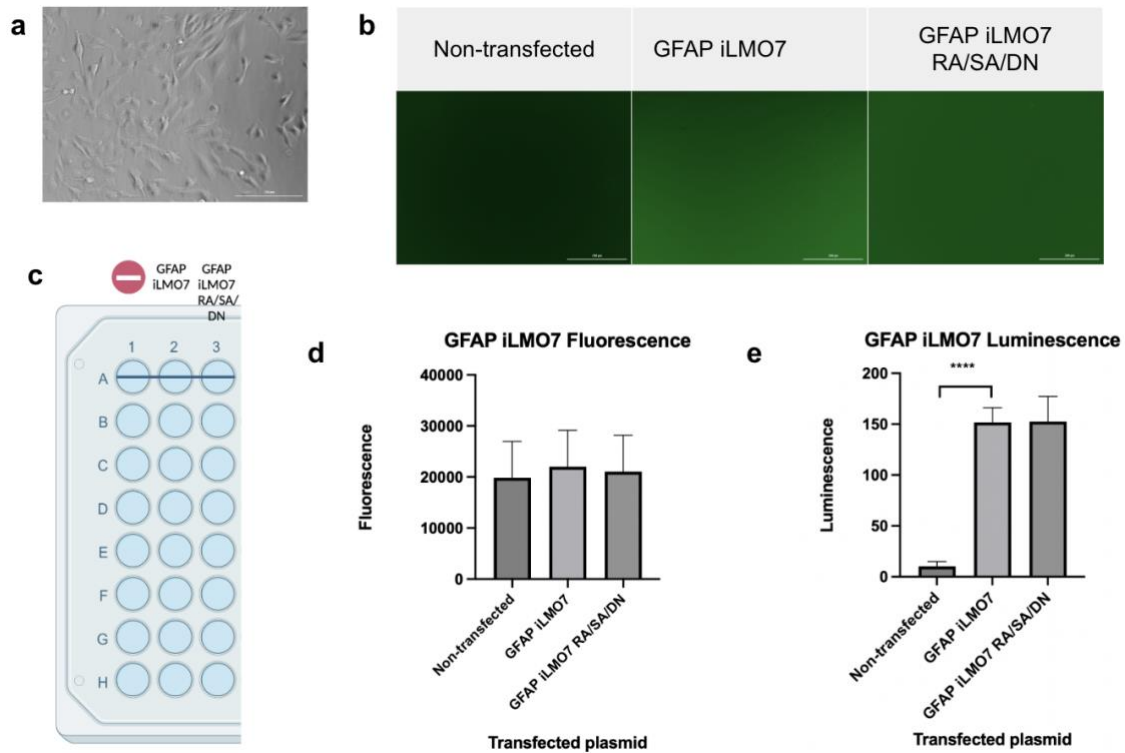 a
b
Non-transfected
GFAP iLMO7
GFAP iLMO7
RA/SA/DN
c
GFAP
iLMO7
GFAP
iLMO7
RA/SA/
DN
1 2 3
A
B
C
D
E
F
G
H
d
GFAP iLMO7 Fluorescence
40000
30000
20000
10000
0
Fluorescence
Non-transfected
GFAP iLMO7
GFAP iLMO7 RA/SA/DN
Transfected plasmid
e
GFAP iLMO7 Luminescence
****
200
150
100
50
0
Luminescence
Non-transfected
GFAP iLMO7
GFAP iLMO7 RA/SA/DN
Transfected plasmid